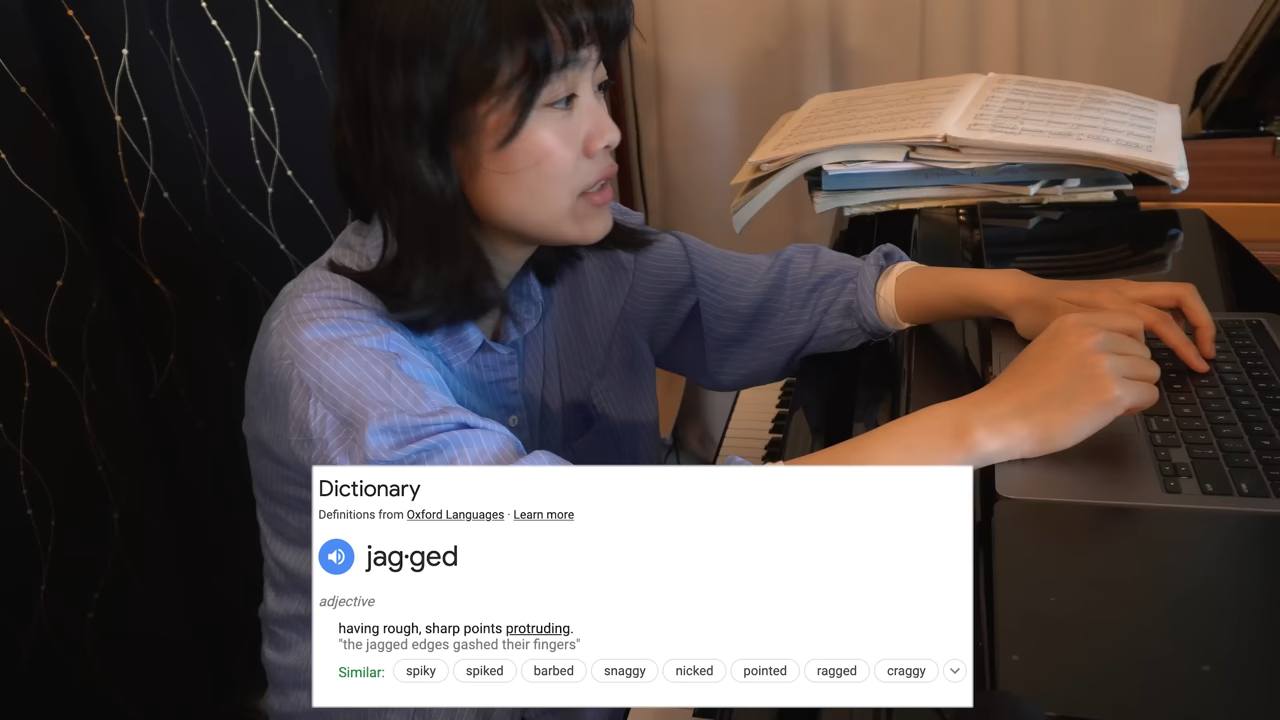 Dictionary
Definitions from Oxford Languages · Learn more
jag·ged
adjective
having rough, sharp points protruding.
"the jagged edges gashed their fingers"
Similar: spiky spiked barbed snaggy nicked pointed ragged craggy